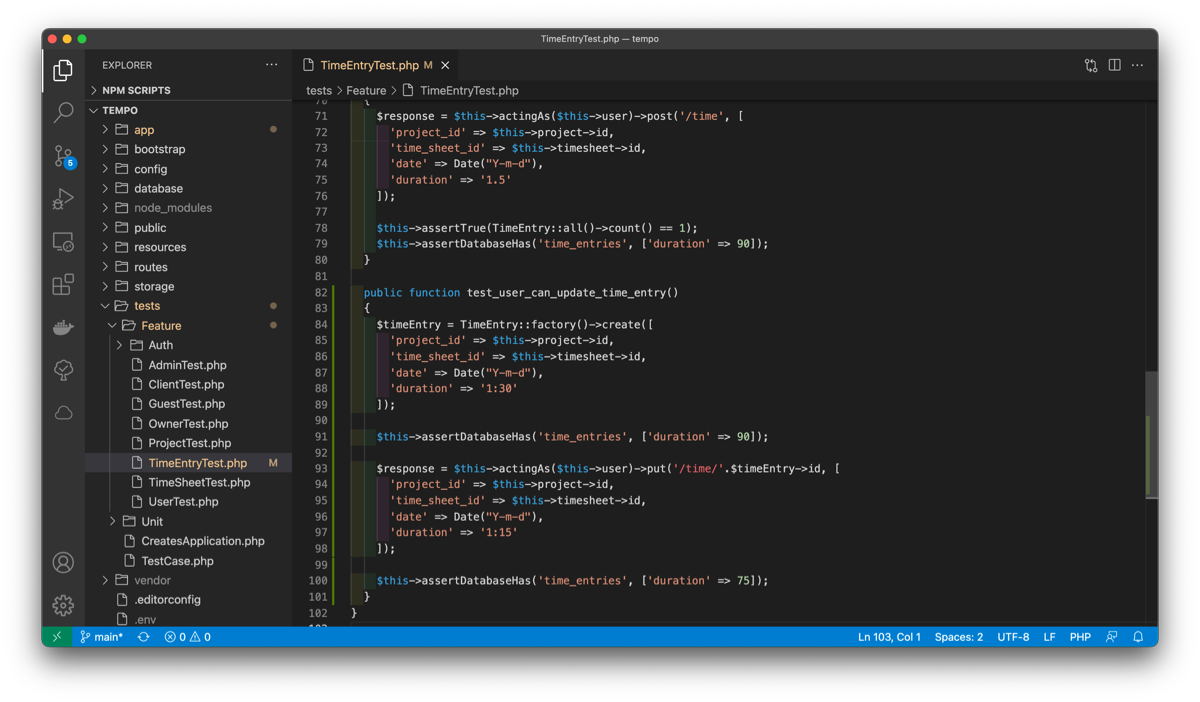 TimeEntryTest.php — tempo
EXPLORER
TimeEntryTest.php M
NPM SCRIPTS
tests > Feature > TimeEntryTest.php
TEMPO
app
bootstrap
config
database
node_modules
public
resources
routes
storage
tests
Feature
Auth
AdminTest.php
ClientTest.php
GuestTest.php
OwnerTest.php
ProjectTest.php
TimeEntryTest.php M
TimeSheetTest.php
UserTest.php
Unit
CreatesApplication.php
TestCase.php
vendor
.editorconfig
.env
5
70 {
71 $response = $this->actingAs($this->user)->post('/time', [
72 'project_id' => $this->project->id,
73 'time_sheet_id' => $this->timesheet->id,
74 'date' => Date("Y-m-d"),
75 'duration' => '1.5'
76 ]);
77
78 $this->assertTrue(TimeEntry::all()->count() == 1);
79 $this->assertDatabaseHas('time_entries', ['duration' => 90]);
80 }
81
82 public function test_user_can_update_time_entry()
83 {
84 $timeEntry = TimeEntry::factory()->create([
85 'project_id' => $this->project->id,
86 'time_sheet_id' => $this->timesheet->id,
87 'date' => Date("Y-m-d"),
88 'duration' => '1:30'
89 ]);
90
91 $this->assertDatabaseHas('time_entries', ['duration' => 90]);
92
93 $response = $this->actingAs($this->user)->put('/time/'.$timeEntry->id, [
94 'project_id' => $this->project->id,
95 'time_sheet_id' => $this->timesheet->id,
96 'date' => Date("Y-m-d"),
97 'duration' => '1:15'
98 ]);
99
100 $this->assertDatabaseHas('time_entries', ['duration' => 75]);
101 }
102 }
103
main* 0 0 Ln 103, Col 1 Spaces: 2 UTF-8 LF PHP